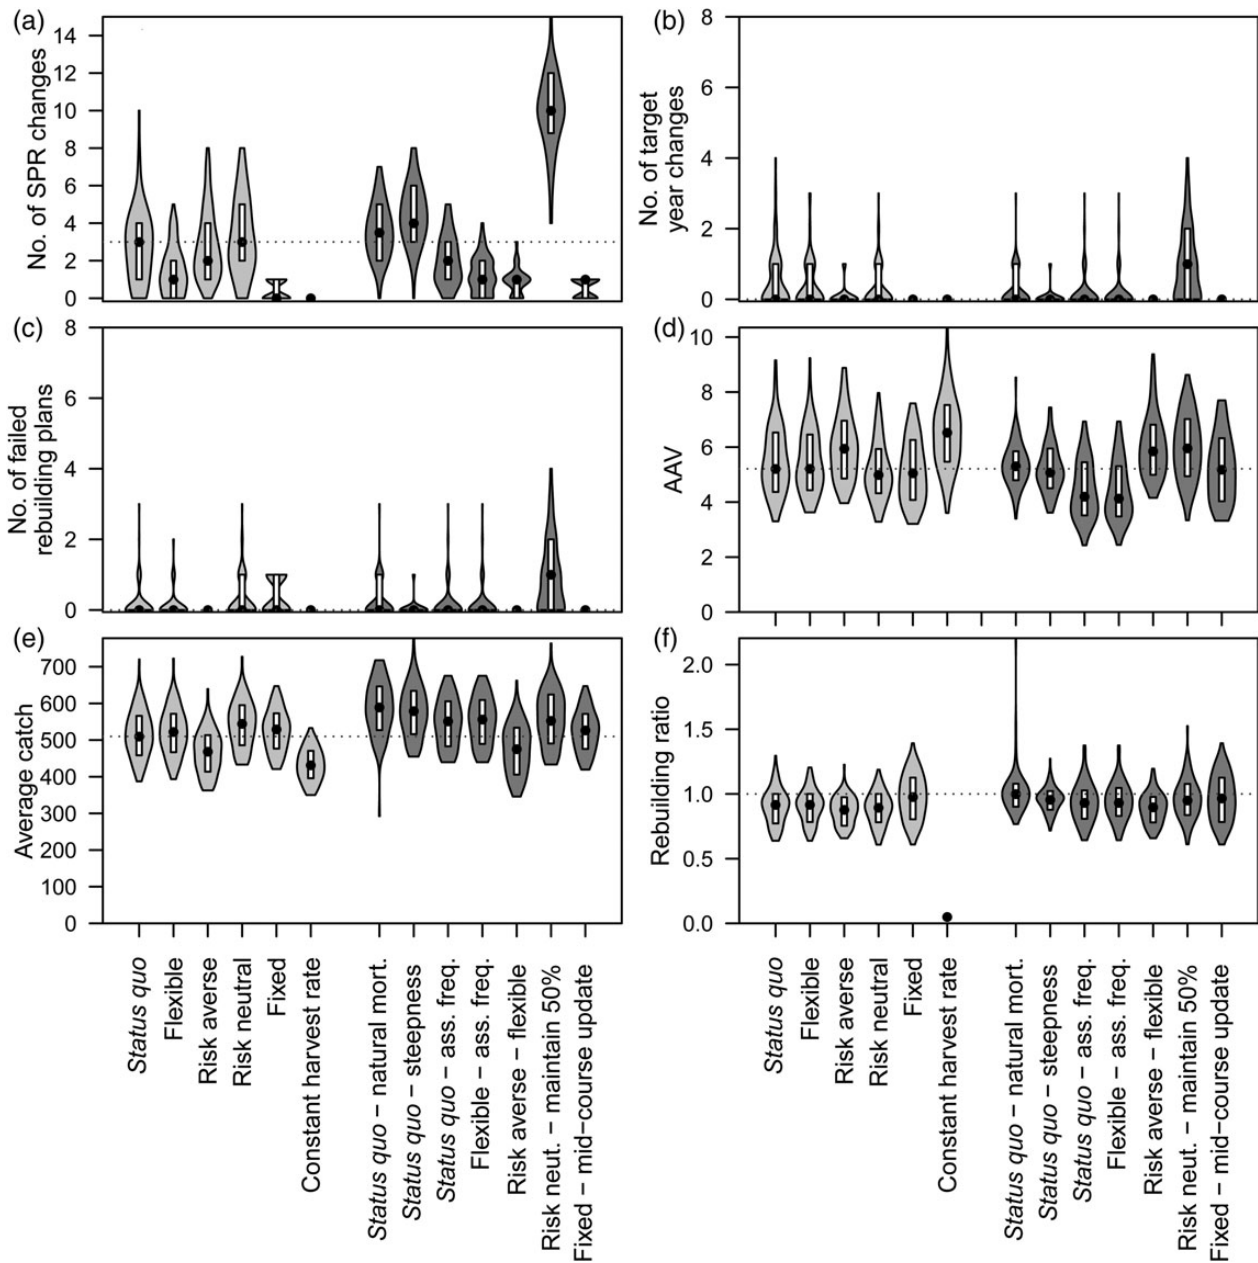 (a)
No. of SPR changes
14
12
10
8
6
4
2
0
(b)
No. of target
year changes
8
6
4
2
0
(c)
No. of failed
rebuilding plans
8
6
4
2
0
(d)
AAV
10
8
6
4
2
0
(e)
Average catch
700
600
500
400
300
200
100
0
(f)
Rebuilding ratio
2.0
1.5
1.0
0.5
0.0
Status quo
Flexible
Risk averse
Risk neutral
Fixed
Constant harvest rate
Status quo – natural mort.
Status quo – steepness
Status quo – ass. freq.
Flexible – ass. freq.
Risk averse – flexible
Risk neut. – maintain 50%
Fixed – mid–course update
Status quo
Flexible
Risk averse
Risk neutral
Fixed
Constant harvest rate
Status quo – natural mort.
Status quo – steepness
Status quo – ass. freq.
Flexible – ass. freq.
Risk averse – flexible
Risk neut. – maintain 50%
Fixed – mid–course update